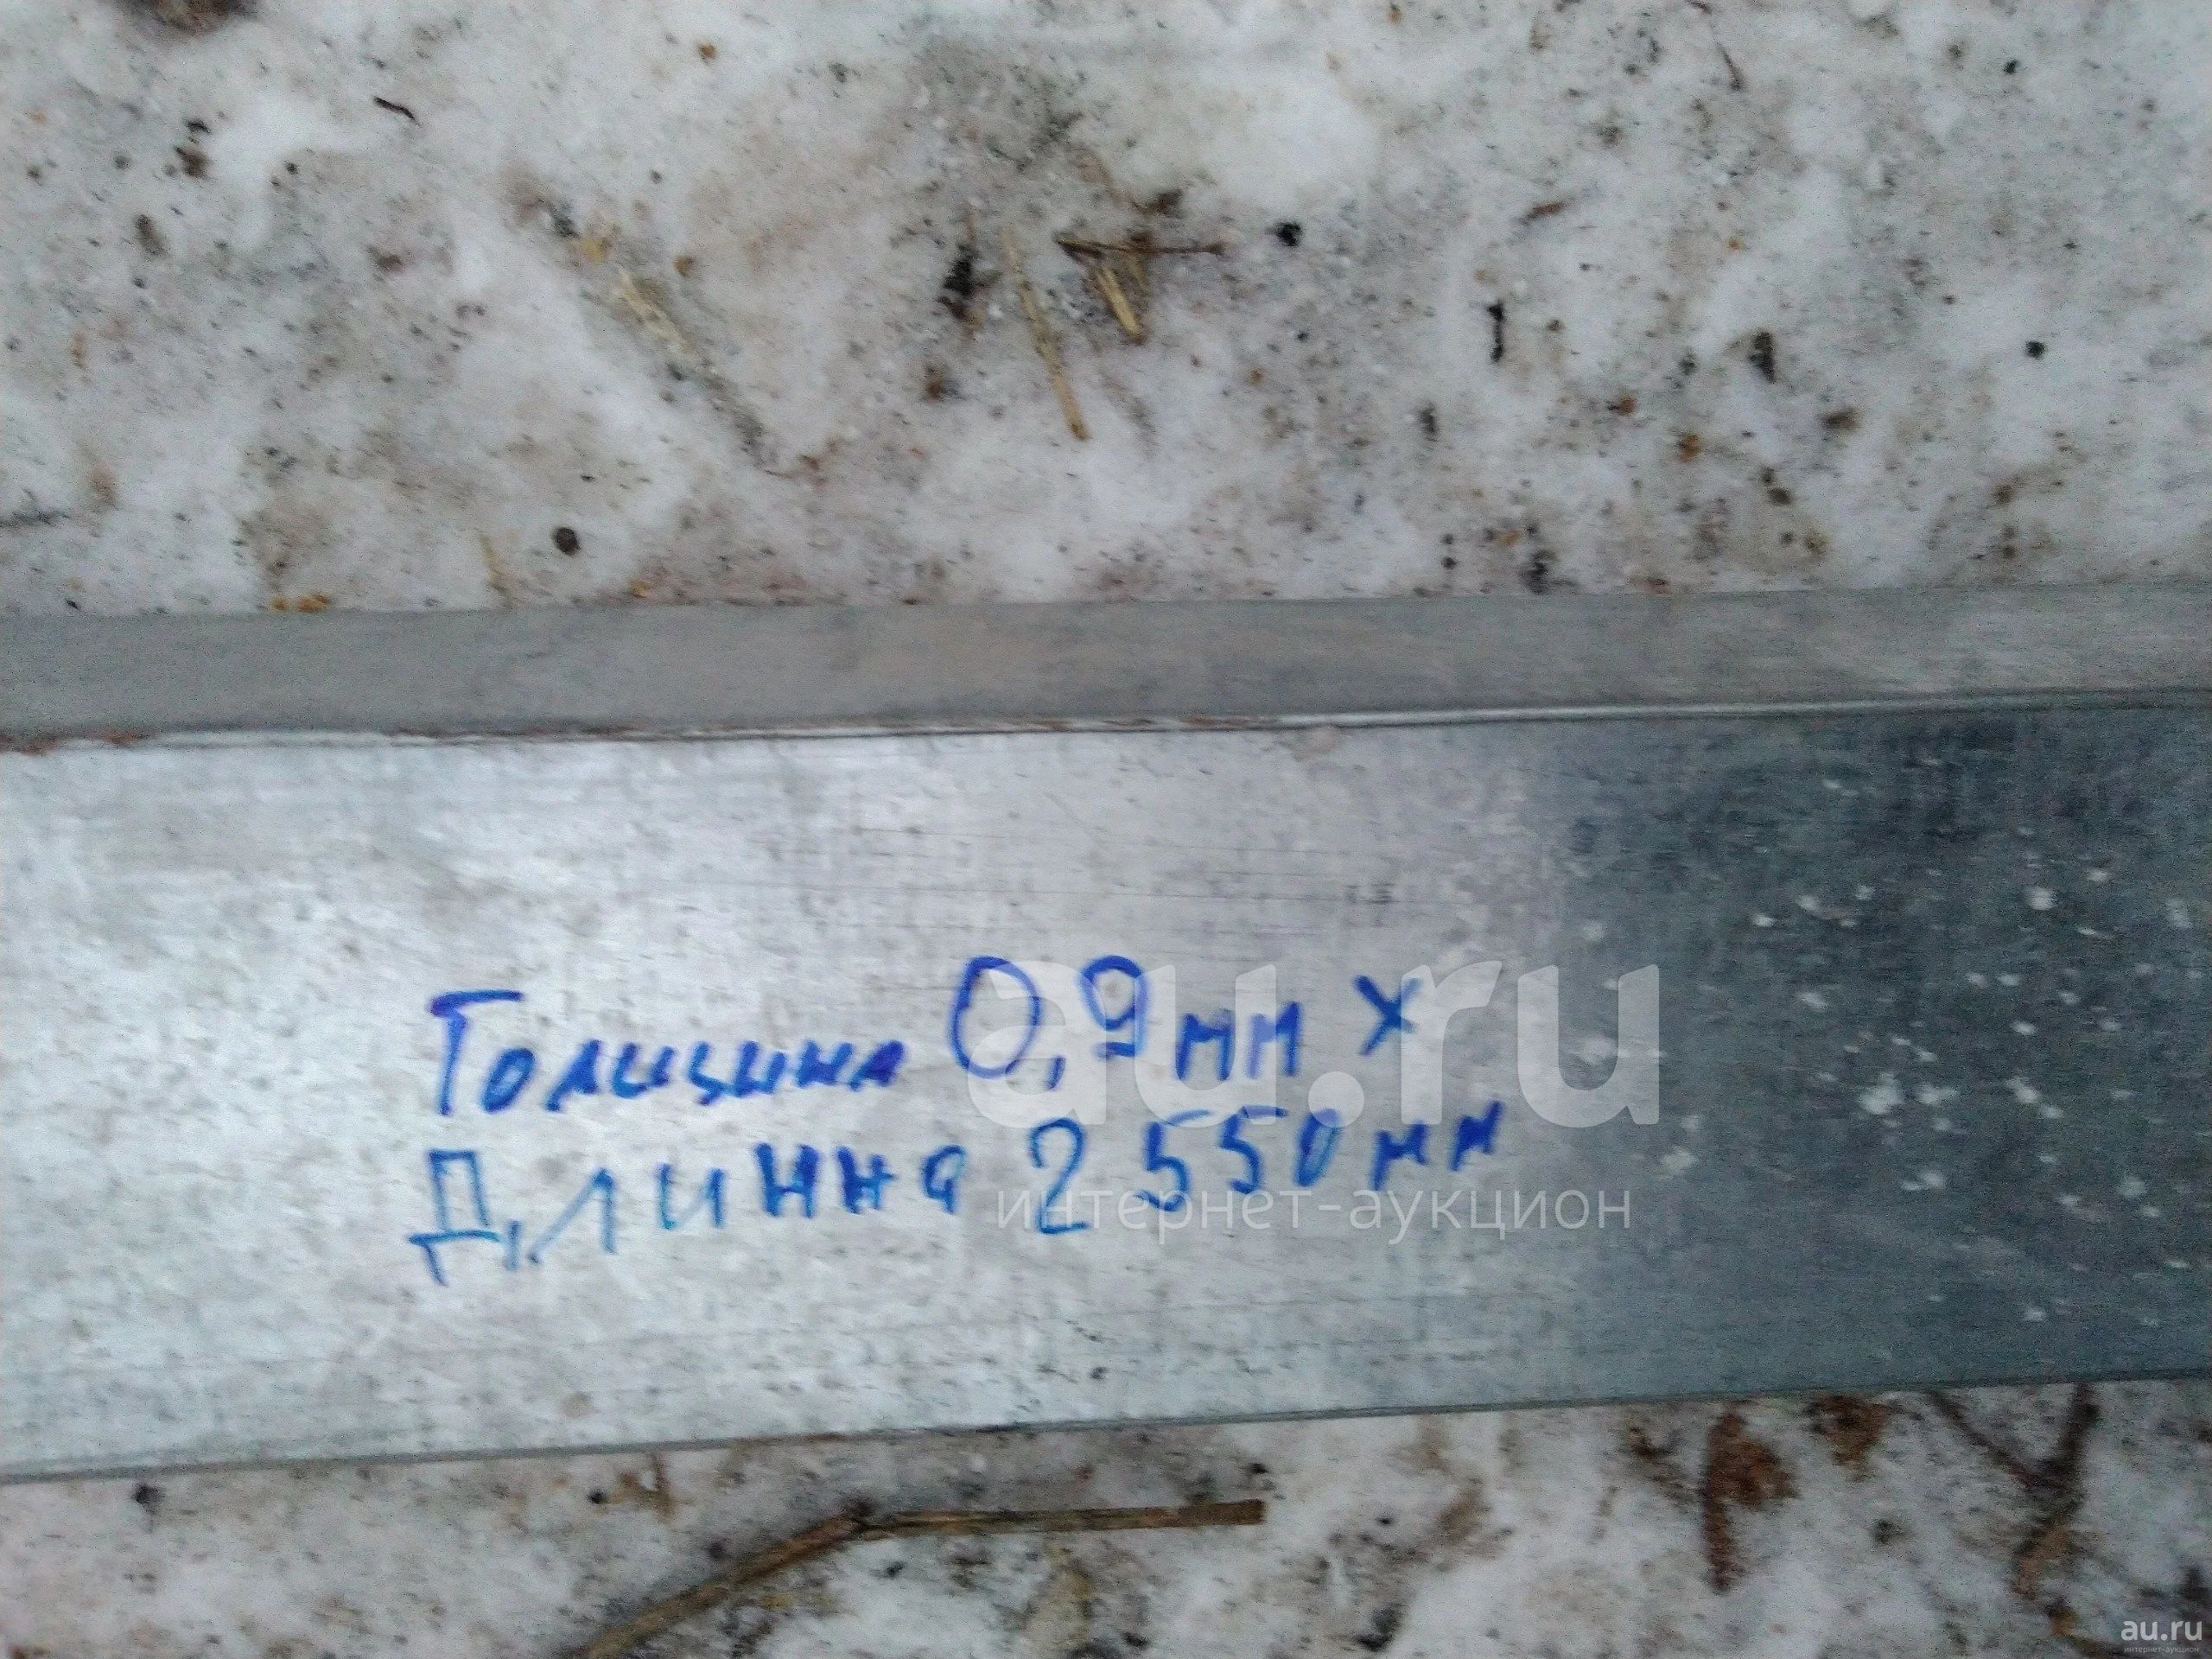 Толщина 0,9мм х
Длинна 2550мм
au.ru
интернет-аукцион
au.ru
интернет-аукцион